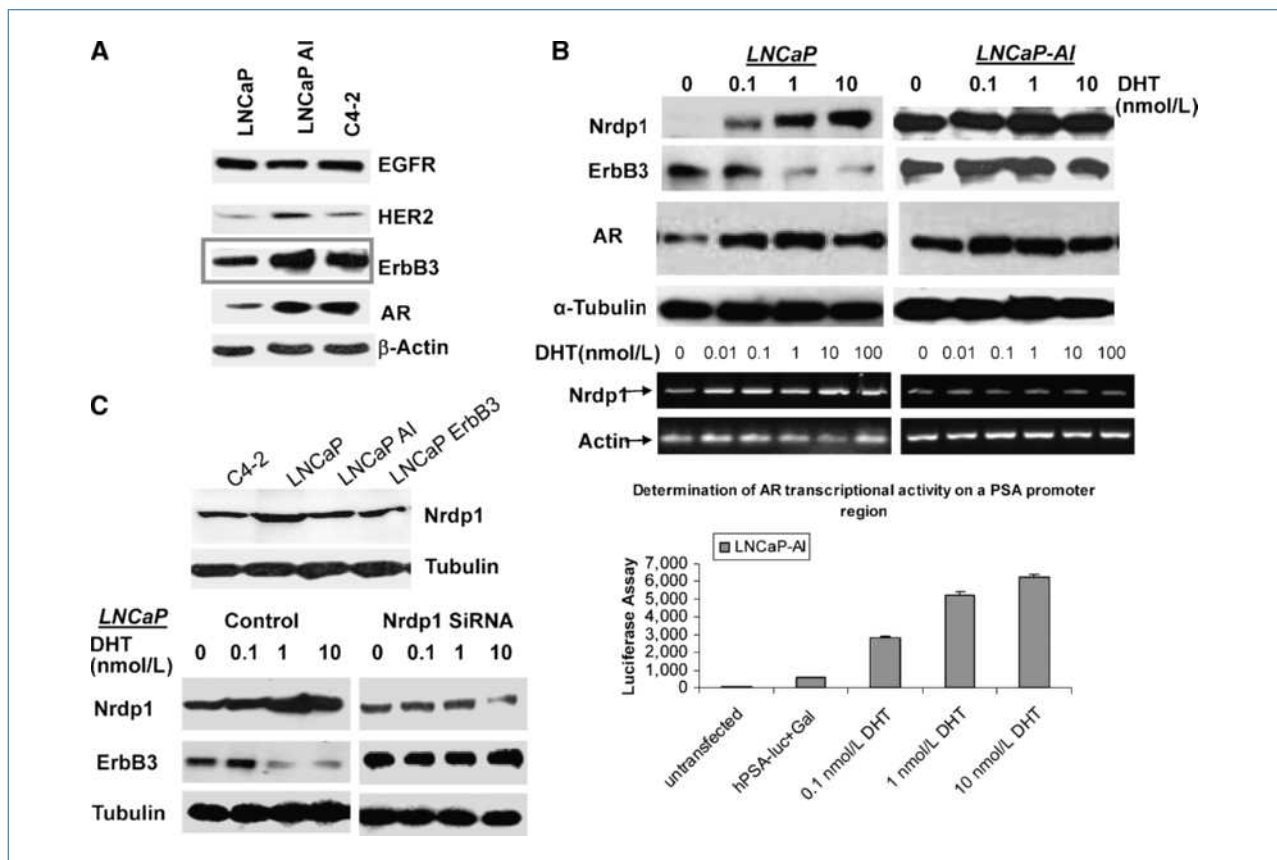 A
LNCaP
LNCaP AI
C4-2
EGFR
HER2
ErbB3
AR
β-Actin
B
LNCaP
LNCaP-AI
0 0.1 1 10
0 0.1 1 10 DHT
(nmol/L)
Nrdp1
ErbB3
AR
α-Tubulin
DHT(nmol/L) 0 0.01 0.1 1 10 100
0 0.01 0.1 1 10 100
Nrdp1
Actin
Determination of AR transcriptional activity on a PSA promoter
region
LNCaP-AI
Luciferase Assay
7,000
6,000
5,000
4,000
3,000
2,000
1,000
0
untransfected
hPSA-luc+Gal
0.1 nmol/L DHT
1 nmol/L DHT
10 nmol/L DHT
C
C4-2
LNCaP
LNCaP AI
LNCaP ErbB3
Nrdp1
Tubulin
LNCaP
Control
Nrdp1 SiRNA
DHT
(nmol/L)
0 0.1 1 10
0 0.1 1 10
Nrdp1
ErbB3
Tubulin